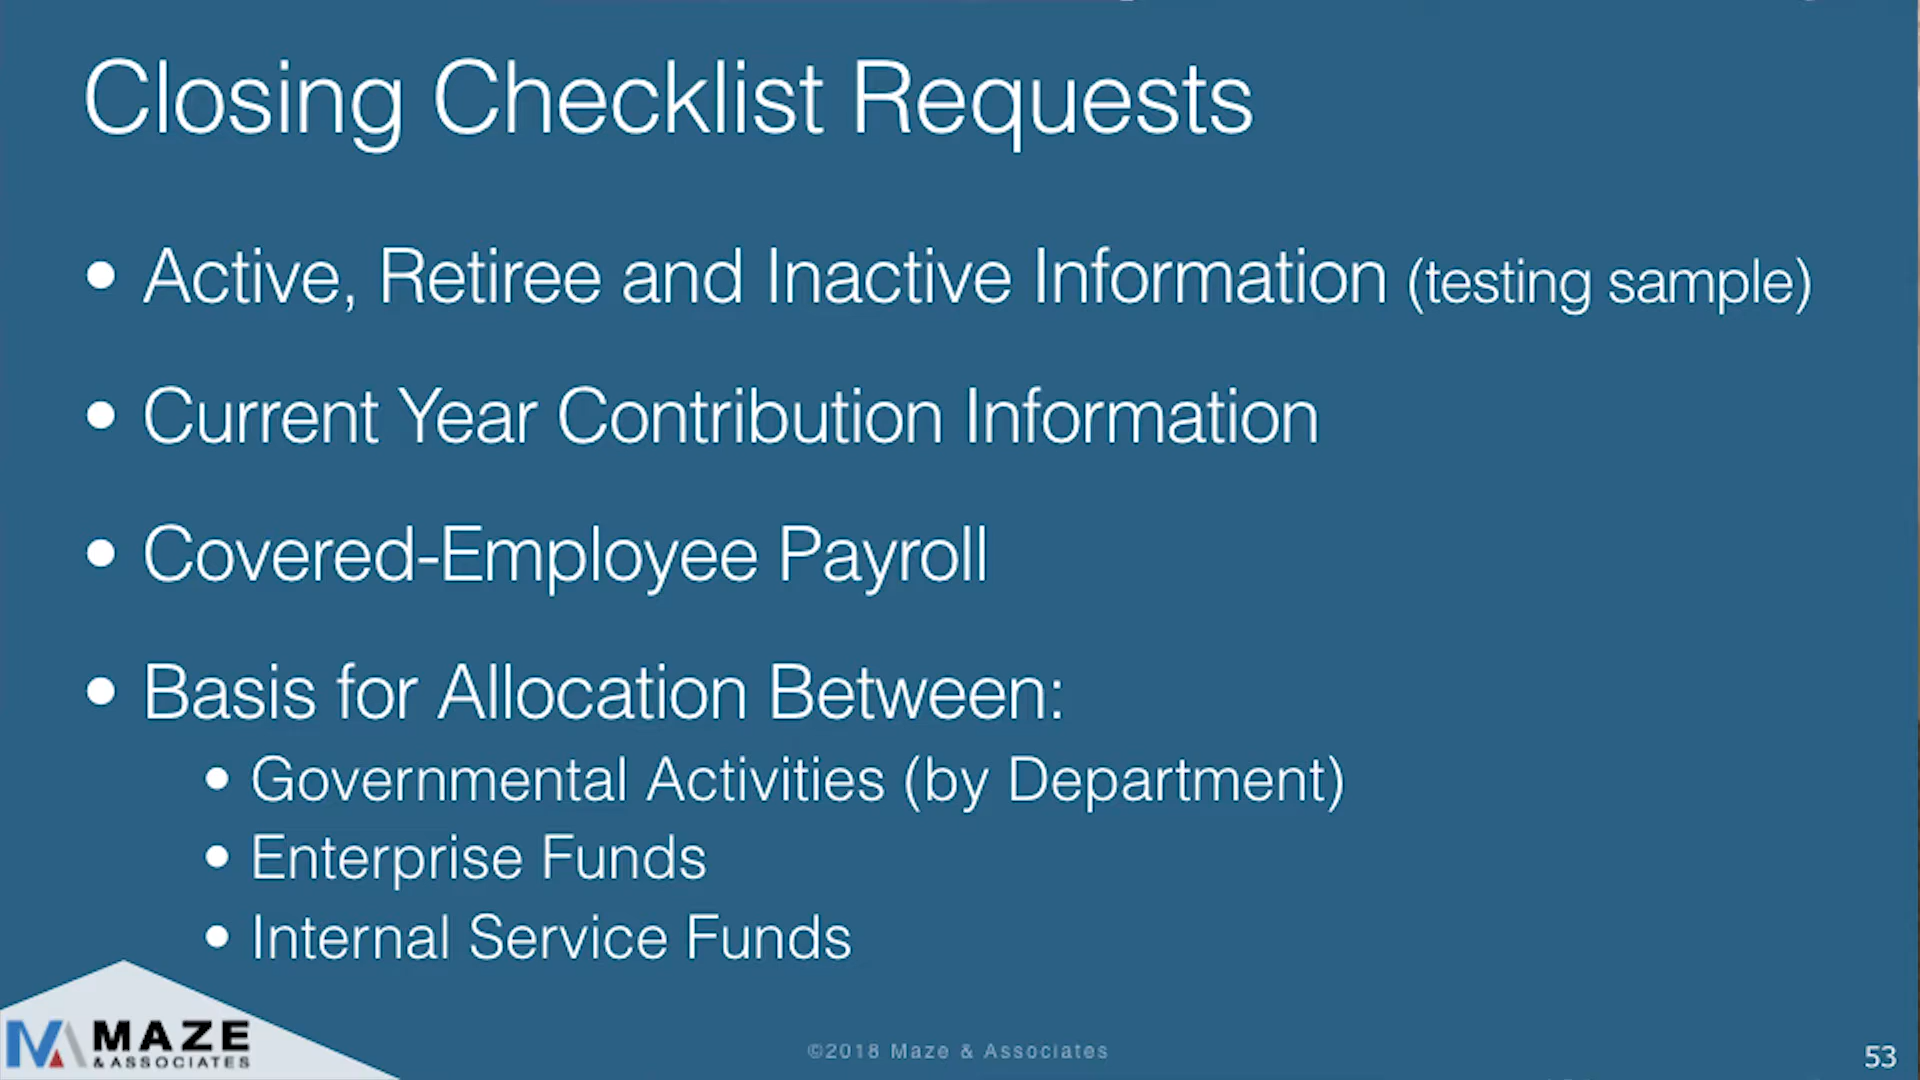 Closing Checklist Requests
• Active, Retiree and Inactive Information (testing sample)
• Current Year Contribution Information
• Covered-Employee Payroll
• Basis for Allocation Between:
• Governmental Activities (by Department)
• Enterprise Funds
• Internal Service Funds
MAZE
& ASSOCIATES
©2018 Maze & Associates
53